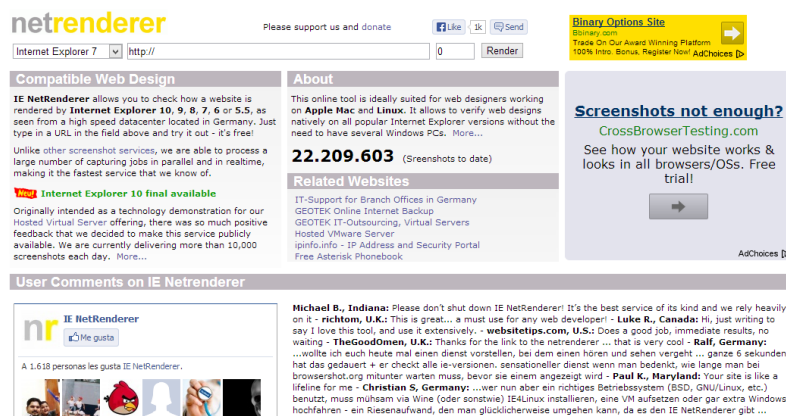 netrenderer
Please support us and donate
Like 1k Send
Internet Explorer 7 http:// 0 Render
Binary Options Site
Bbinary.com
Trade On Our Award Winning Platform
100% Intro. Bonus, Register Now!
AdChoices
Compatible Web Design
IE NetRenderer allows you to check how a website is
rendered by Internet Explorer 10, 9, 8, 7, 6 or 5.5, as
seen from a high speed datacenter located in Germany. Just
type in a URL in the field above and try it out - it's free!
Unlike other screenshot services, we are able to process a
large number of capturing jobs in parallel and in realtime,
making it the fastest service that we know of.
Neu! Internet Explorer 10 final available
Originally intended as a technology demonstration for our
Hosted Virtual Server offering, there was so much positive
feedback that we decided to make this service publicly
available. We are currently delivering more than 10,000
screenshots each day. More...
About
This online tool is ideally suited for web designers working
on Apple Mac and Linux. It allows to verify web designs
natively on all popular Internet Explorer versions without the
need to have several Windows PCs. More...
22.209.603 (Sreenshots to date)
Related Websites
IT-Support for Branch Offices in Germany
GEOTEK Online Internet Backup
GEOTEK IT-Outsourcing, Virtual Servers
Hosted VMware Server
ipinfo.info - IP Address and Security Portal
Free Asterisk Phonebook
Screenshots not enough?
CrossBrowserTesting.com
See how your website works &
looks in all browsers/OSs. Free
trial!
AdChoices
User Comments on IE Netrenderer
nr
IE NetRenderer
Me gusta
A 1.618 personas les gusta IE NetRenderer.
Michael B., Indiana: Please don't shut down IE NetRenderer! It's the best service of its kind and we rely heavily
on it - richtom, U.K.: This is great... a must use for any web developer! - Luke R., Canada: Hi, just writing to
say I love this tool, and use it extensively. - websitetips.com, U.S.: Does a good job, immediate results, no
waiting - TheGoodOmen, U.K.: Thanks for the link to the netrenderer ... that is very cool - Ralf, Germany:
...wollte ich euch heute mal einen dienst vorstellen, bei dem einen hören und sehen vergeht ... ganze 6 sekunden
hat das gedauert + er checkt alle ie-versionen. sensationeller dienst wenn man bedenkt, wie lange man bei
browsershot.org mitunter warten muss, bevor sie einem angezeigt wird - Paul K., Maryland: Your site is like a
lifeline for me - Christian S, Germany: ...wer nun aber ein richtiges Betriebssystem (BSD, GNU/Linux, etc.)
benutzt, muss mühsam via Wine (oder sonstwie) IE4Linux installieren, eine VM aufsetzen oder gar extra Windows
hochfahren - ein Riesenaufwand, den man glücklicherweise umgehen kann, da es den IE NetRenderer gibt ...